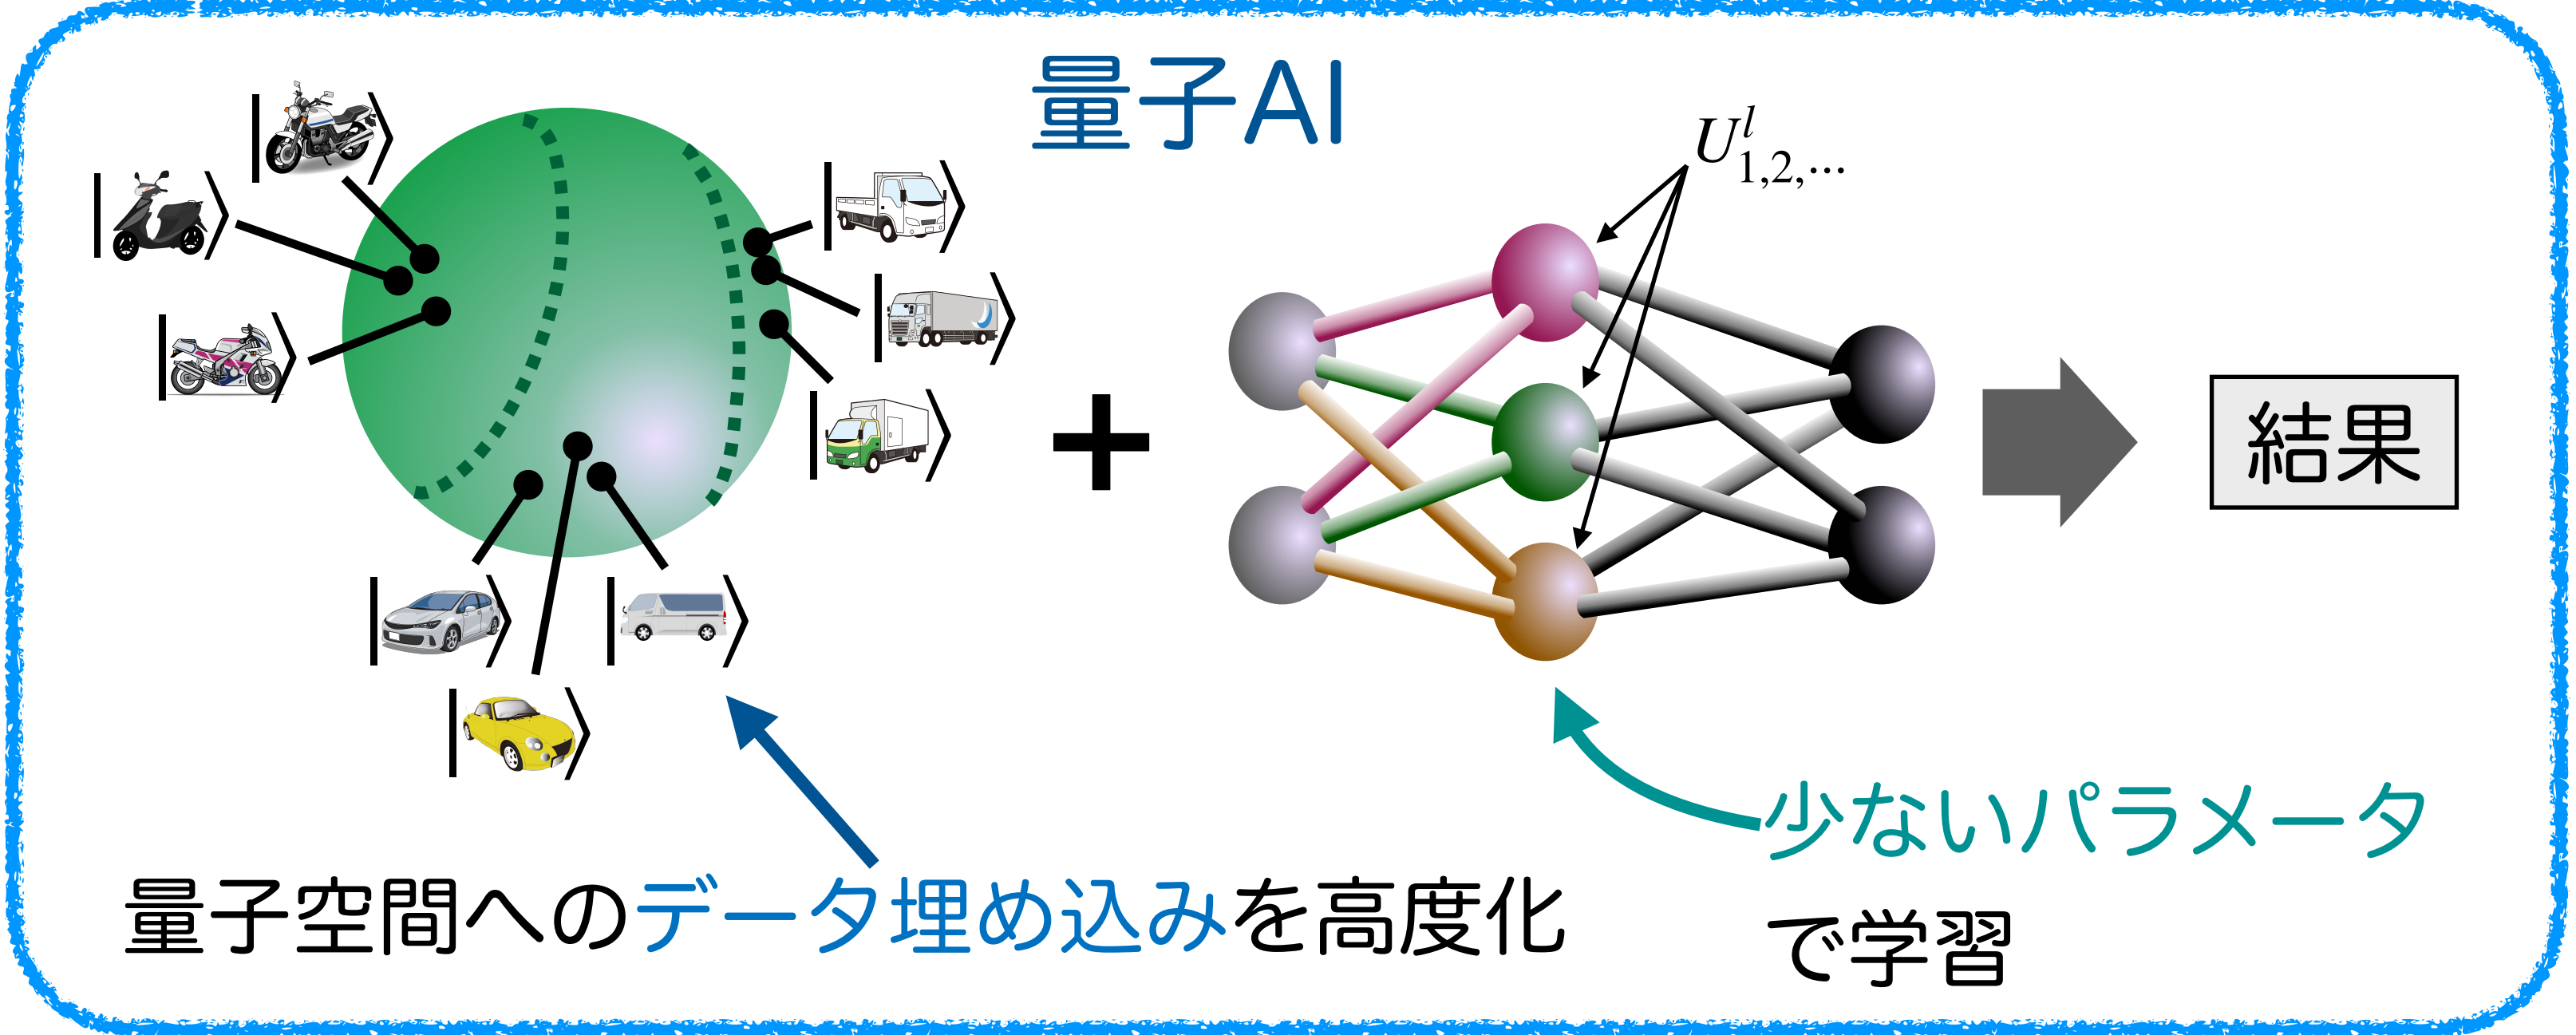 量子AI
U^l_{1,2,...}
結果
少ないパラメータ
で学習
量子空間へのデータ埋め込みを高度化